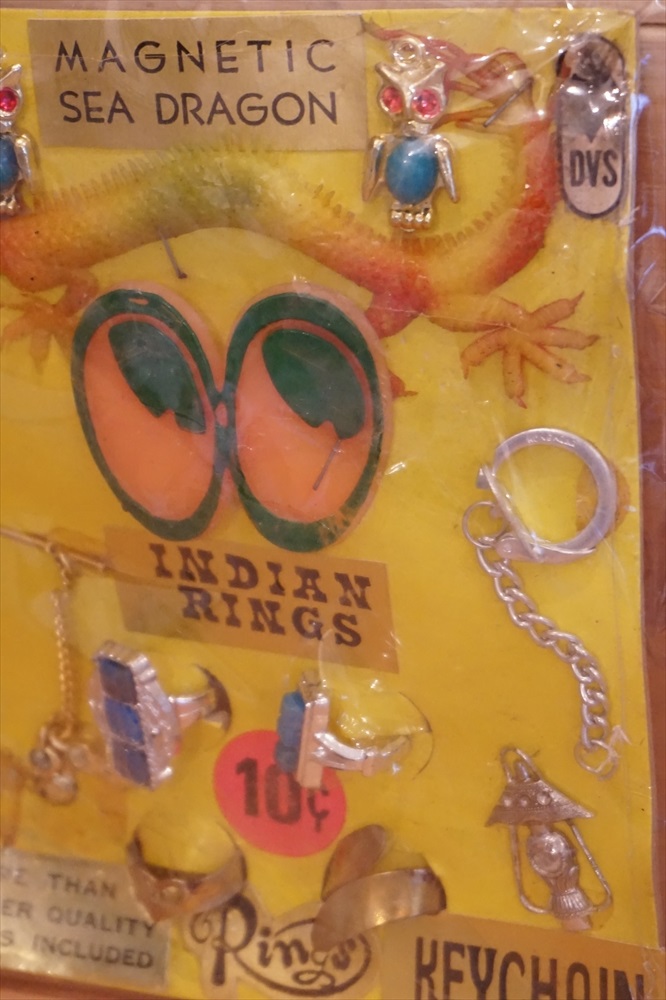 MAGNETIC
SEA DRAGON
DVS
INDIAN
RINGS
10¢
THAN
QUALITY
INCLUDED
Rings
KEYCHAIN